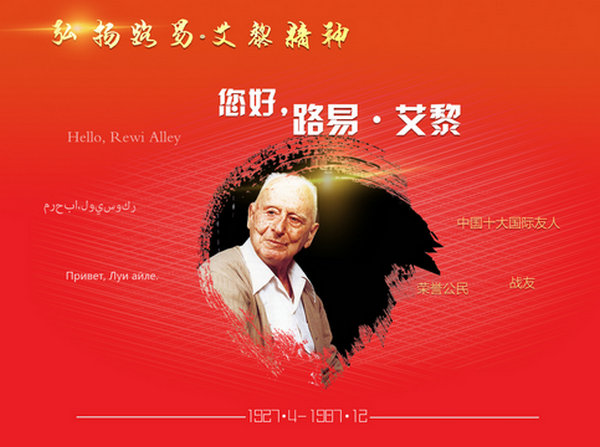 弘扬路易·艾黎精神
您好,路易·艾黎
Hello, Rewi Alley
مرحبا،لويسوكز
中国十大国际友人
Привет, Луи айле.
荣誉公民
战友
1927·4-1987·12